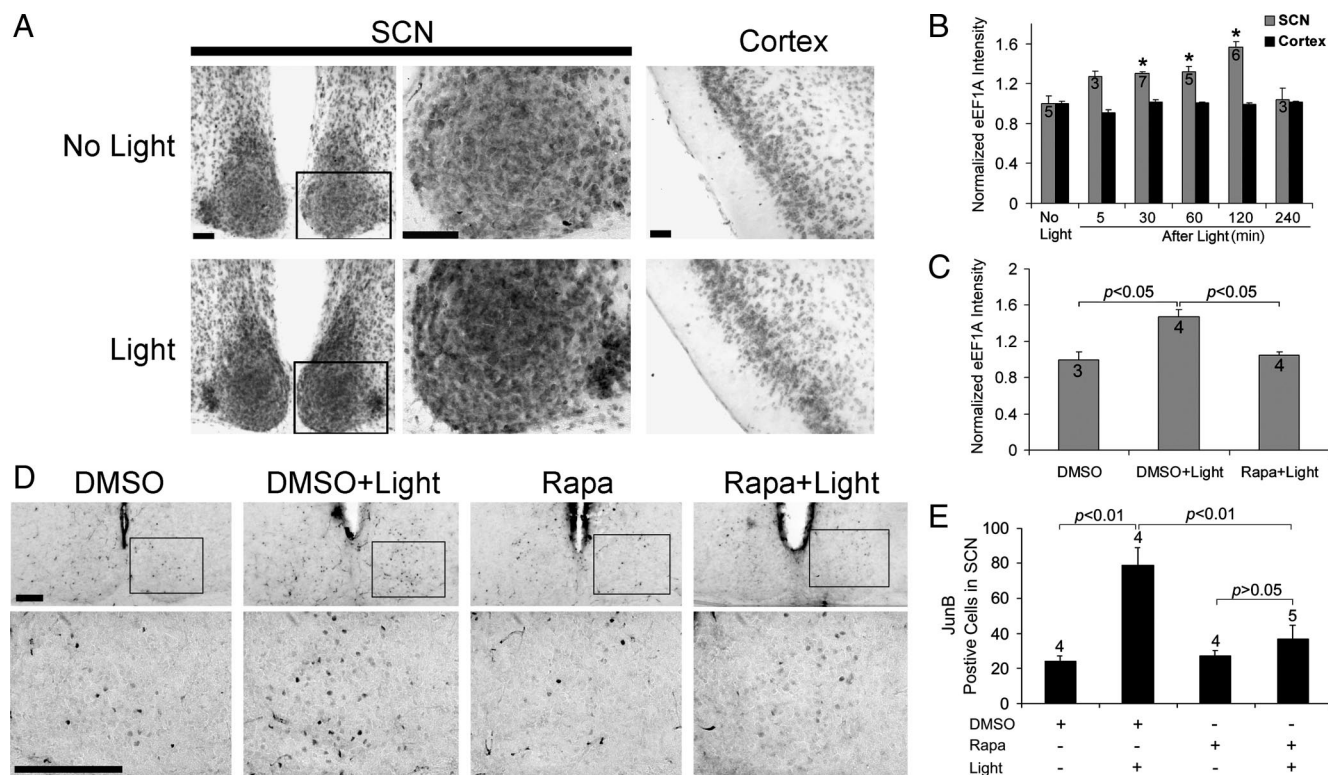 A
SCN
Cortex
No Light
Light
B
SCN
Cortex
Normalized eEF1A Intensity
1.6
1.2
0.8
0.4
0
*
*
*
5
3
7
5
6
3
No Light
5
30
60
120
240
After Light (min)
C
Normalized eEF1A Intensity
2
1.6
1.2
0.8
0.4
0
p<0.05
p<0.05
3
4
4
DMSO
DMSO+Light
Rapa+Light
D
DMSO
DMSO+Light
Rapa
Rapa+Light
E
JunB
Postive Cells in SCN
100
80
60
40
20
0
p<0.01
p<0.01
p>0.05
4
4
4
5
DMSO + + - -
Rapa - - + +
Light - + - +